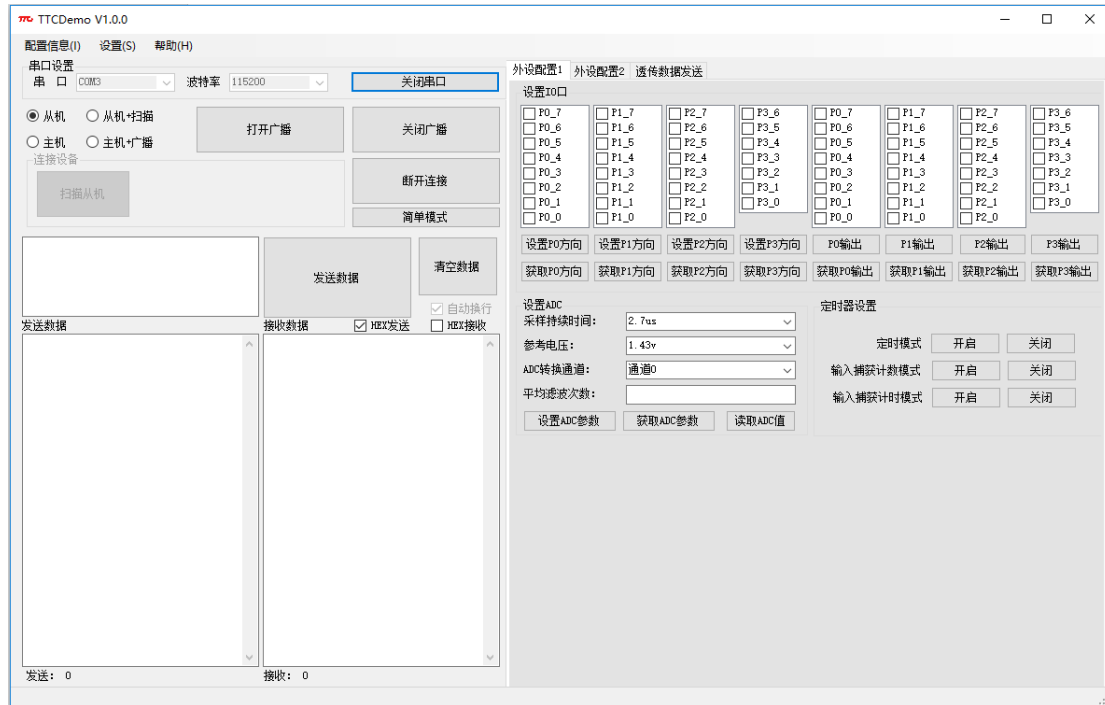 TTCDemo V1.0.0
配置信息(I) 设置(S) 帮助(H)
串口设置
串 口 COM3 波特率 115200 关闭串口
从机 从机+扫描
主机 主机+广播
打开广播 关闭广播
连接设备
扫描从机
断开连接
简单模式
发送数据 清空数据
自动换行
发送数据 接收数据 HEX发送 HEX接收
发送: 0 接收: 0
外设配置1 外设配置2 透传数据发送
设置IO口
P0_7 P1_7 P2_7 P3_6 P0_7 P1_7 P2_7 P3_6
P0_6 P1_6 P2_6 P3_5 P0_6 P1_6 P2_6 P3_5
P0_5 P1_5 P2_5 P3_4 P0_5 P1_5 P2_5 P3_4
P0_4 P1_4 P2_4 P3_3 P0_4 P1_4 P2_4 P3_3
P0_3 P1_3 P2_3 P3_2 P0_3 P1_3 P2_3 P3_2
P0_2 P1_2 P2_2 P3_1 P0_2 P1_2 P2_2 P3_1
P0_1 P1_1 P2_1 P3_0 P0_1 P1_1 P2_1 P3_0
P0_0 P1_0 P2_0 P0_0 P1_0 P2_0
设置P0方向 设置P1方向 设置P2方向 设置P3方向 P0输出 P1输出 P2输出 P3输出
获取P0方向 获取P1方向 获取P2方向 获取P3方向 获取P0输出 获取P1输出 获取P2输出 获取P3输出
设置ADC
采样持续时间: 2.7us
参考电压: 1.43v
ADC转换通道: 通道0
平均滤波次数:
设置ADC参数 获取ADC参数 读取ADC值
定时器设置
定时模式 开启 关闭
输入捕获计数模式 开启 关闭
输入捕获计时模式 开启 关闭